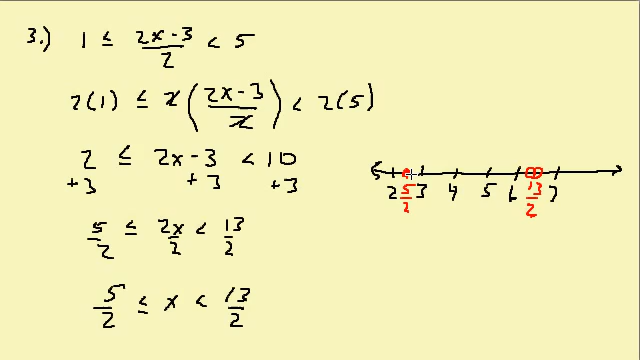 3.) 1 ≤ (2x-3)/2 < 5
2(1) ≤ 2((2x-3)/2) < 2(5)
2 ≤ 2x-3 < 10
+3 +3 +3
5/2 ≤ 2x/2 < 13/2
5/2 ≤ x < 13/2
2 5/2 3 4 5 6 13/2 7